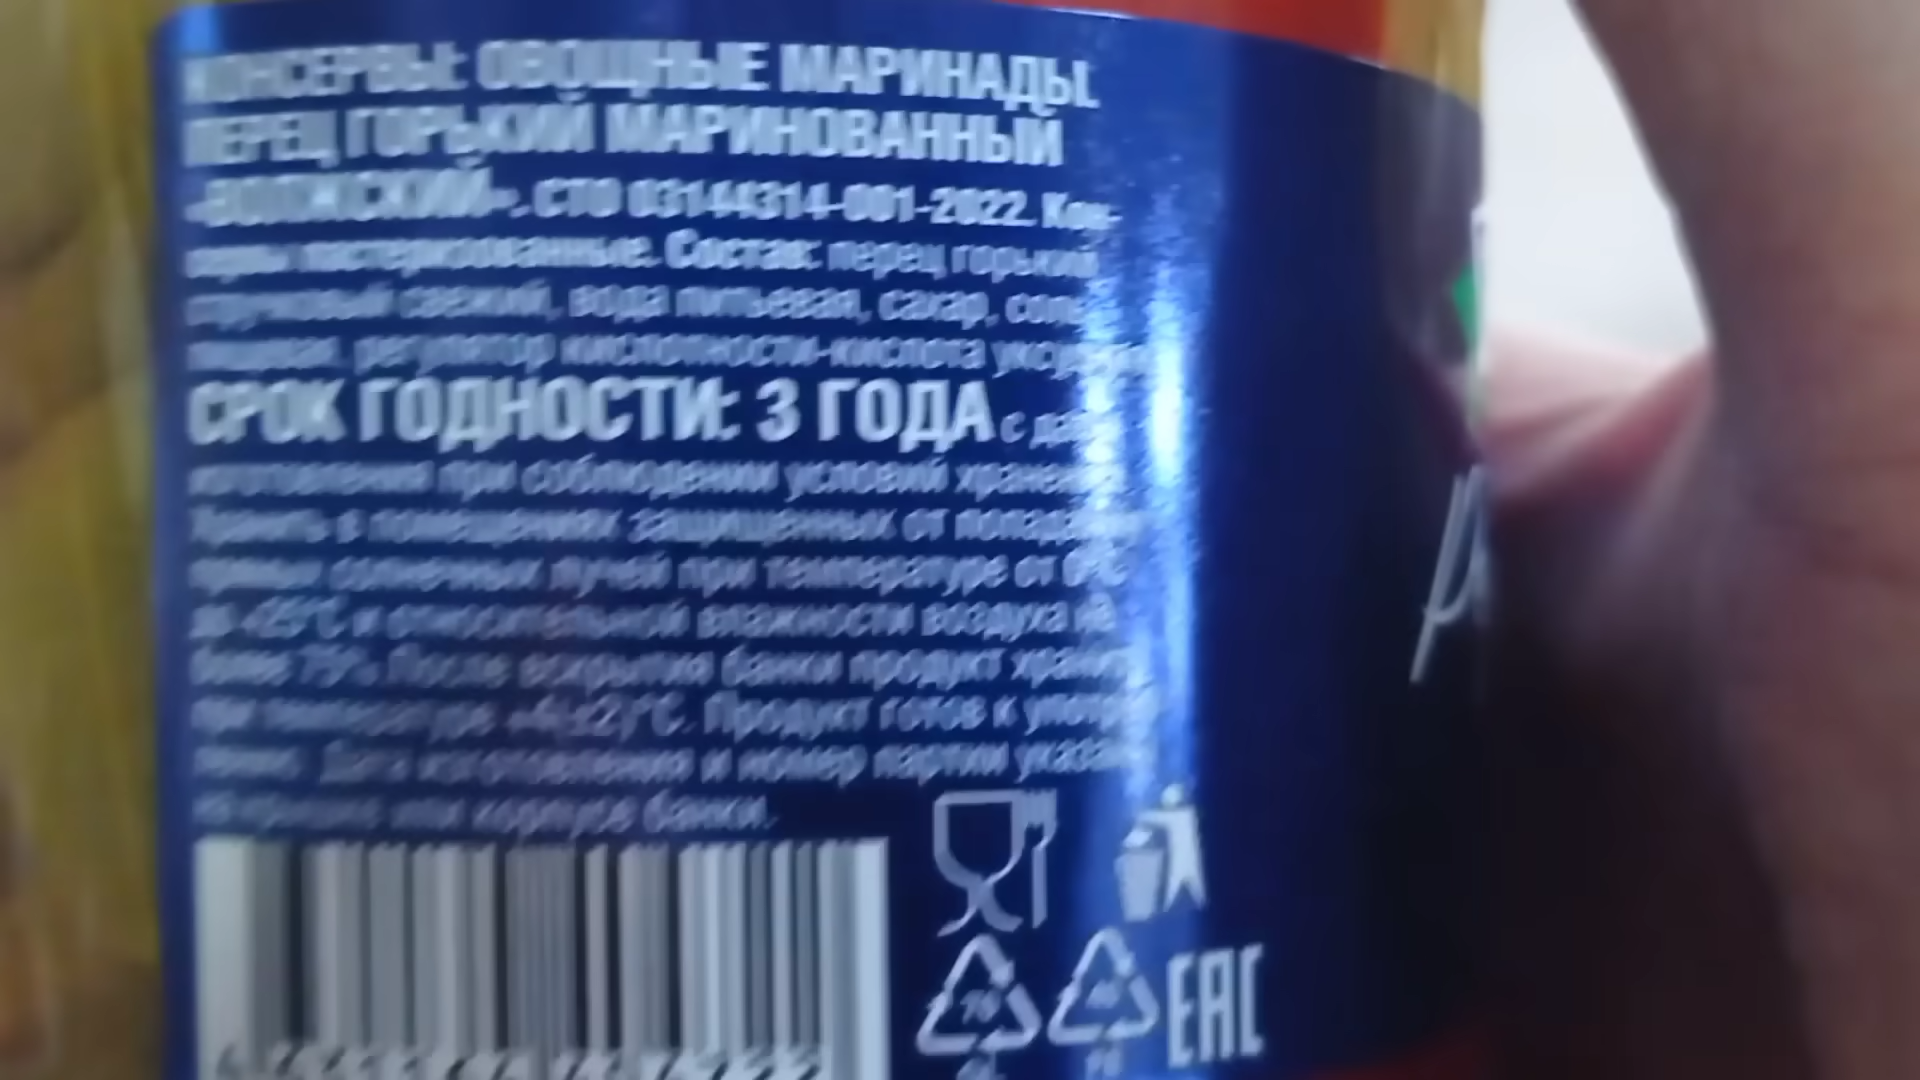 КОНСЕРВЫ: ОВОЩНЫЕ МАРИНАДЫ.
ПЕРЕЦ ГОРЬКИЙ МАРИНОВАННЫЙ
«ВОЛЖСКИЙ». СТО 03144314-001-2022. Кон-
сервы пастеризованные. Состав: перец горький
стручковый свежий, вода питьевая, сахар, соль
пищевая, регулятор кислотности-кислота уксусная
СРОК ГОДНОСТИ: 3 ГОДА с даты
изготовления при соблюдении условий хранения.
Хранить в помещениях защищенных от попадания
прямых солнечных лучей при температуре от 0°С
до +25°С и относительной влажности воздуха не
более 75%. После вскрытия банки продукт хранить
при температуре +4(±2)°С. Продукт готов к употреб-
лению. Дата изготовления и номер партии указаны
на крышке или корпусе банки.
70
EAC